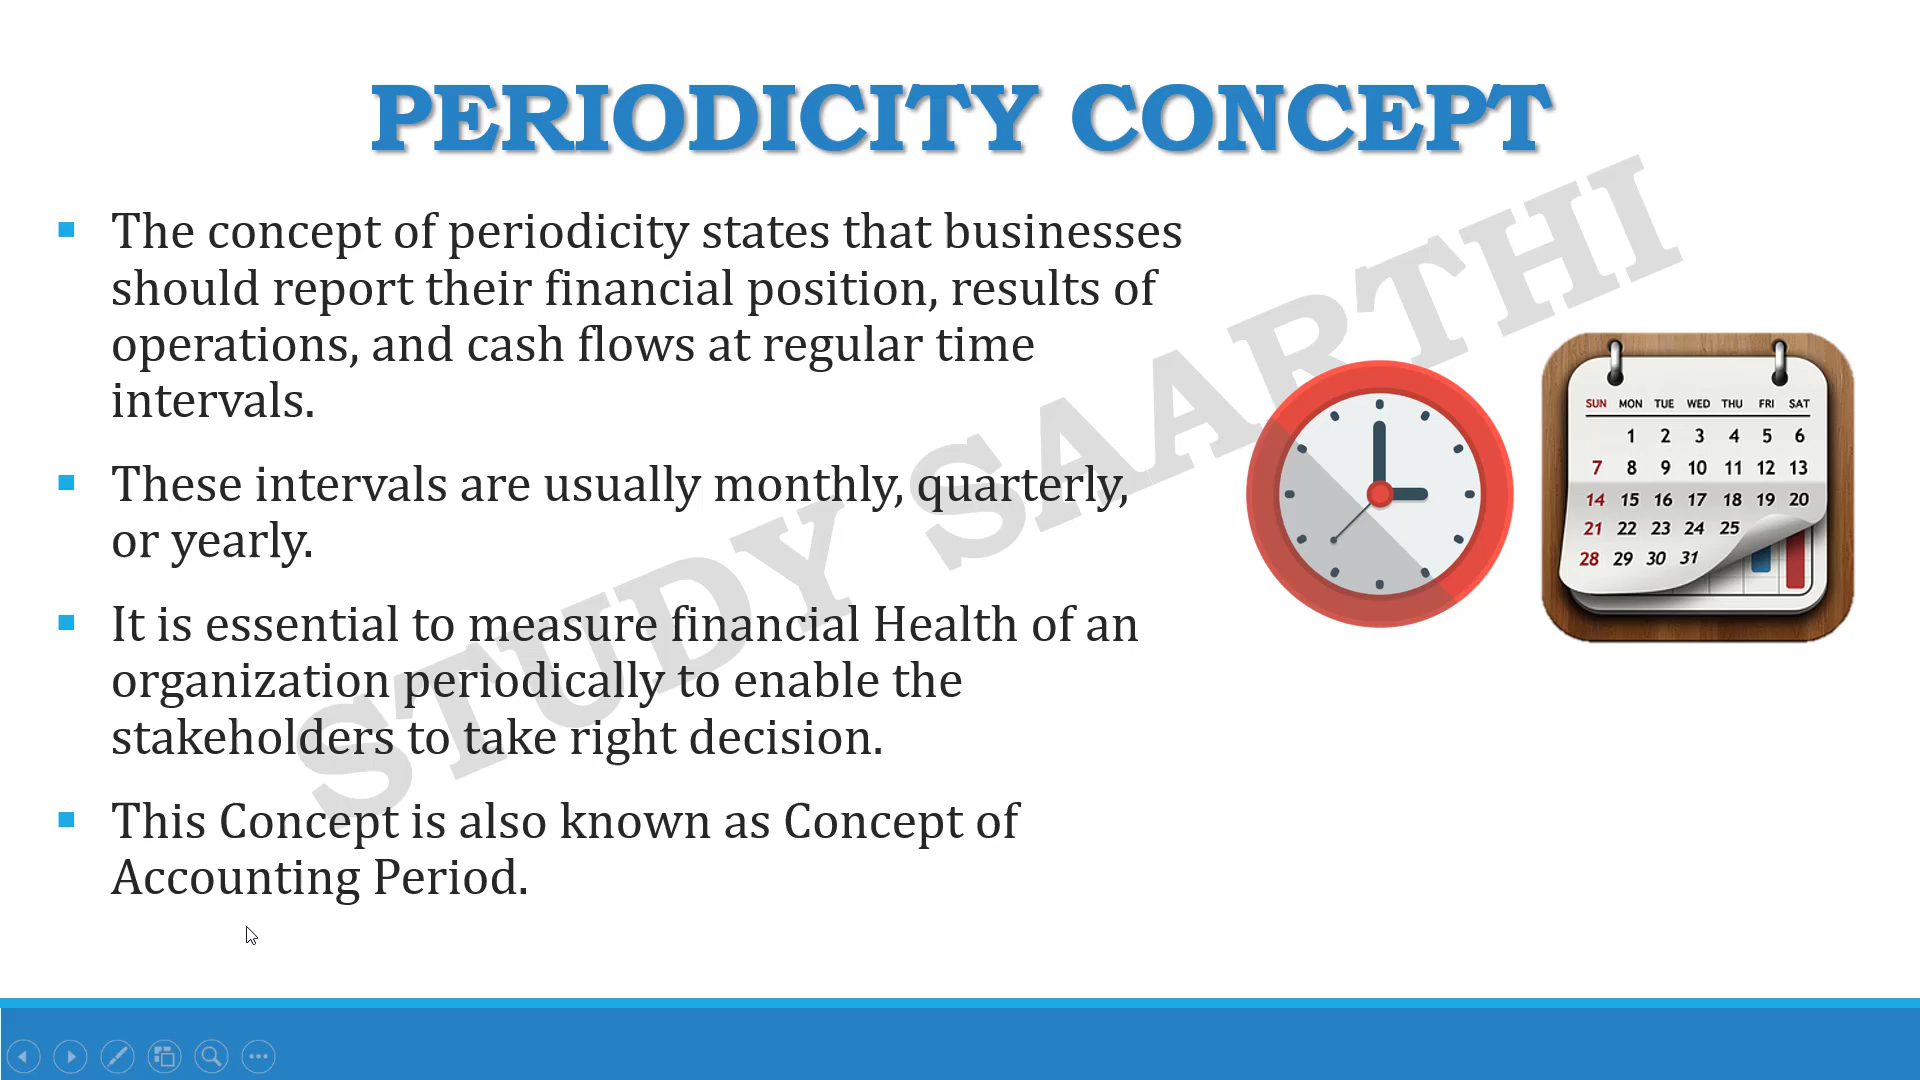 PERIODICITY CONCEPT
The concept of periodicity states that businesses
should report their financial position, results of
operations, and cash flows at regular time
intervals.
These intervals are usually monthly, quarterly,
or yearly.
It is essential to measure financial Health of an
organization periodically to enable the
stakeholders to take right decision.
This Concept is also known as Concept of
Accounting Period.
STUDY SAARTHI
SUN MON TUE WED THU FRI SAT
1 2 3 4 5 6
7 8 9 10 11 12 13
14 15 16 17 18 19 20
21 22 23 24 25
28 29 30 31